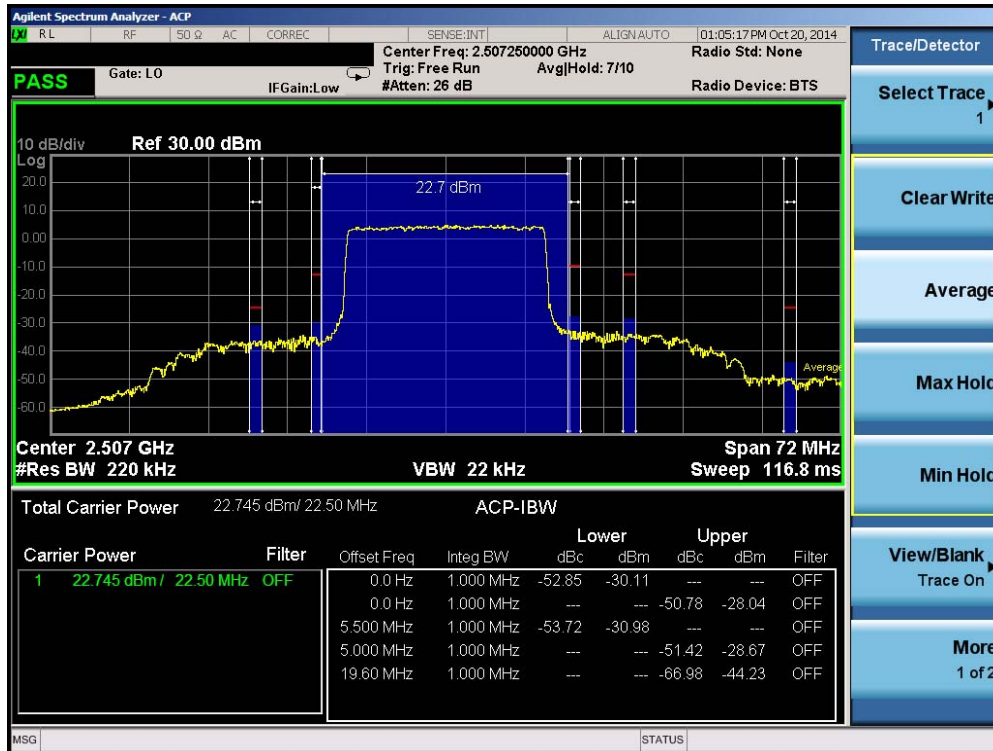 Agilent Spectrum Analyzer - ACP
LXI RL RF 50 Ω AC CORREC SENSE:INT ALIGN AUTO 01:05:17 PM Oct 20, 2014
Center Freq: 2.507250000 GHz Radio Std: None
PASS Gate: LO Trig: Free Run Avg|Hold: 7/10
IFGain:Low #Atten: 26 dB Radio Device: BTS
10 dB/div Ref 30.00 dBm
Log
20.0
10.0
0.00
-10.0
-20.0
-30.0
-40.0
-50.0
-60.0
22.7 dBm
Average
Center 2.507 GHz Span 72 MHz
#Res BW 220 kHz VBW 22 kHz Sweep 116.8 ms
Total Carrier Power 22.745 dBm/ 22.50 MHz ACP-IBW
Lower Upper
Carrier Power Filter Offset Freq Integ BW dBc dBm dBc dBm Filter
1 22.745 dBm / 22.50 MHz OFF 0.0 Hz 1.000 MHz -52.85 -30.11 --- --- OFF
0.0 Hz 1.000 MHz --- --- -50.78 -28.04 OFF
5.500 MHz 1.000 MHz -53.72 -30.98 --- --- OFF
5.000 MHz 1.000 MHz --- --- -51.42 -28.67 OFF
19.60 MHz 1.000 MHz --- --- -66.98 -44.23 OFF
MSG STATUS
Trace/Detector
Select Trace
1
Clear Write
Average
Max Hold
Min Hold
View/Blank
Trace On
More
1 of 2